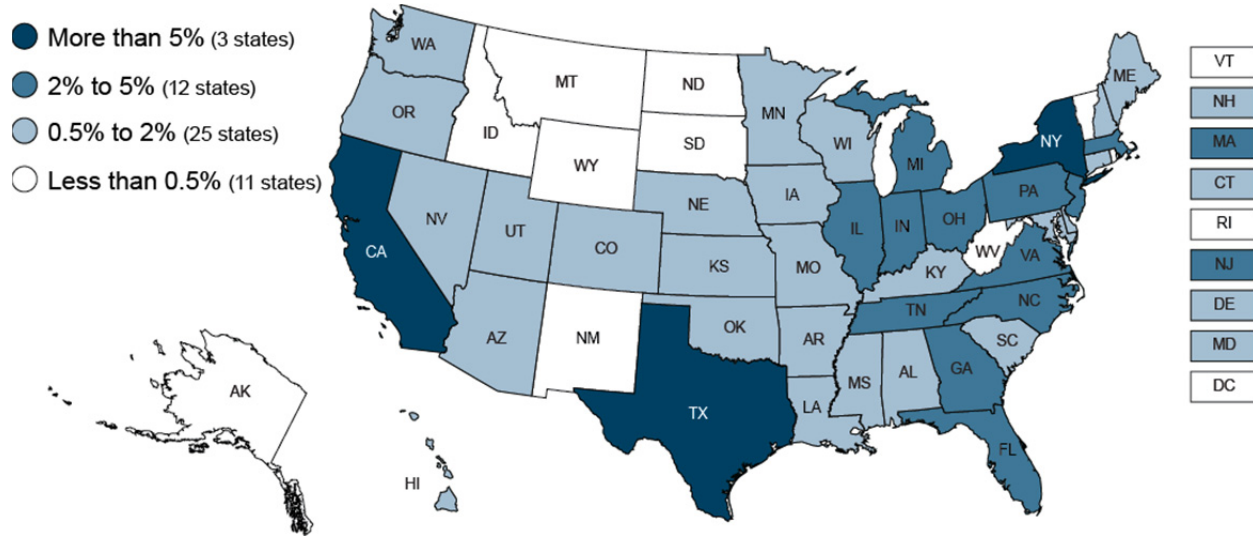 More than 5% (3 states)
2% to 5% (12 states)
0.5% to 2% (25 states)
Less than 0.5% (11 states)
WA
OR
CA
NV
ID
MT
WY
UT
AZ
CO
NM
ND
SD
NE
KS
OK
TX
MN
IA
MO
AR
LA
WI
IL
MS
MI
IN
KY
TN
AL
OH
WV
GA
FL
SC
NC
VA
PA
NY
ME
AK
HI
VT
NH
MA
CT
RI
NJ
DE
MD
DC